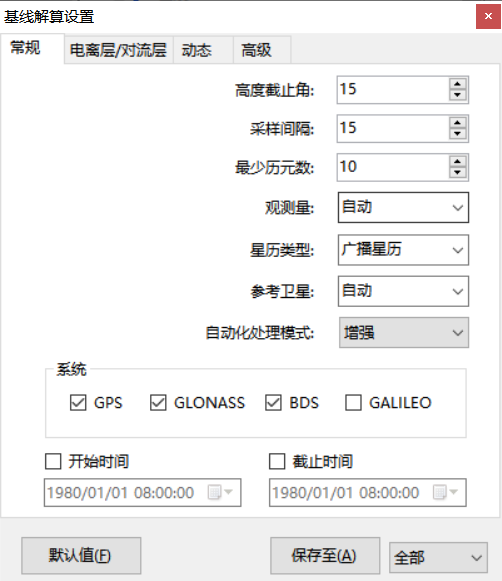 基线解算设置
常规 电离层/对流层 动态 高级
高度截止角: 15
采样间隔: 15
最少历元数: 10
观测量: 自动
星历类型: 广播星历
参考卫星: 自动
自动化处理模式: 增强
系统
GPS GLONASS BDS GALILEO
开始时间 截止时间
1980/01/01 08:00:00 1980/01/01 08:00:00
默认值(F) 保存至(A) 全部